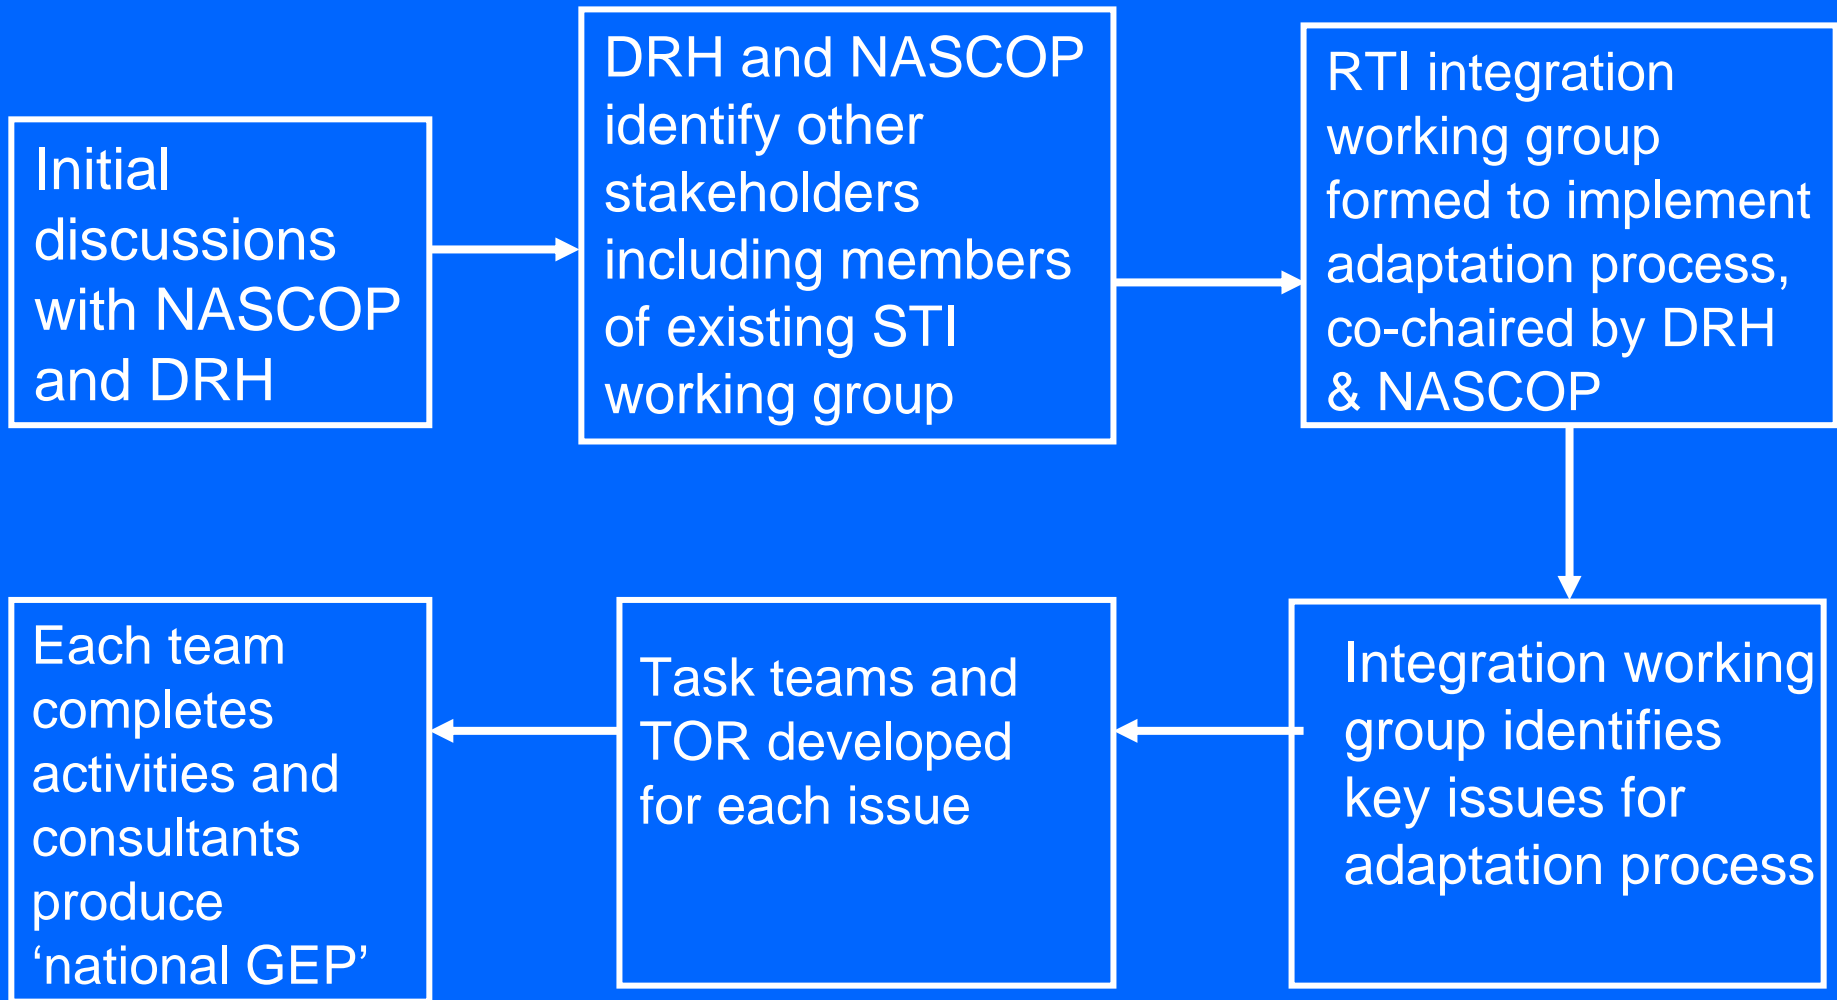 Initial
discussions
with NASCOP
and DRH
DRH and NASCOP
identify other
stakeholders
including members
of existing STI
working group
RTI integration
working group
formed to implement
adaptation process,
co-chaired by DRH
& NASCOP
Integration working
group identifies
key issues for
adaptation process
Task teams and
TOR developed
for each issue
Each team
completes
activities and
consultants
produce
‘national GEP’